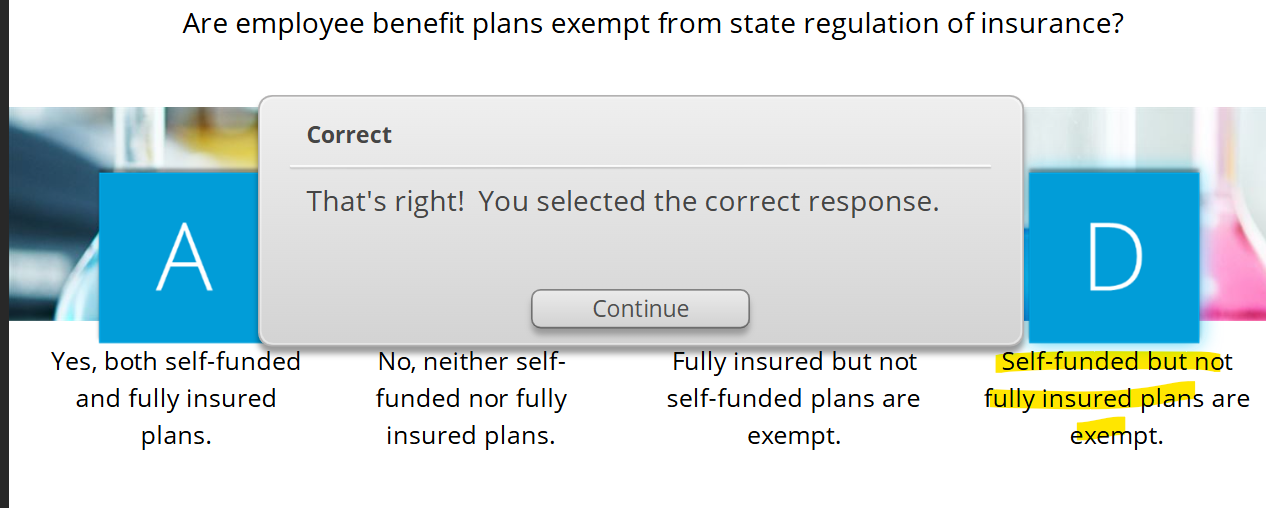 Are employee benefit plans exempt from state regulation of insurance?
Correct
That's right!  You selected the correct response.
Continue
A
D
Yes, both self-funded
and fully insured
plans.
No, neither self-
funded nor fully
insured plans.
Fully insured but not
self-funded plans are
exempt.
Self-funded but not
fully insured plans are
exempt.